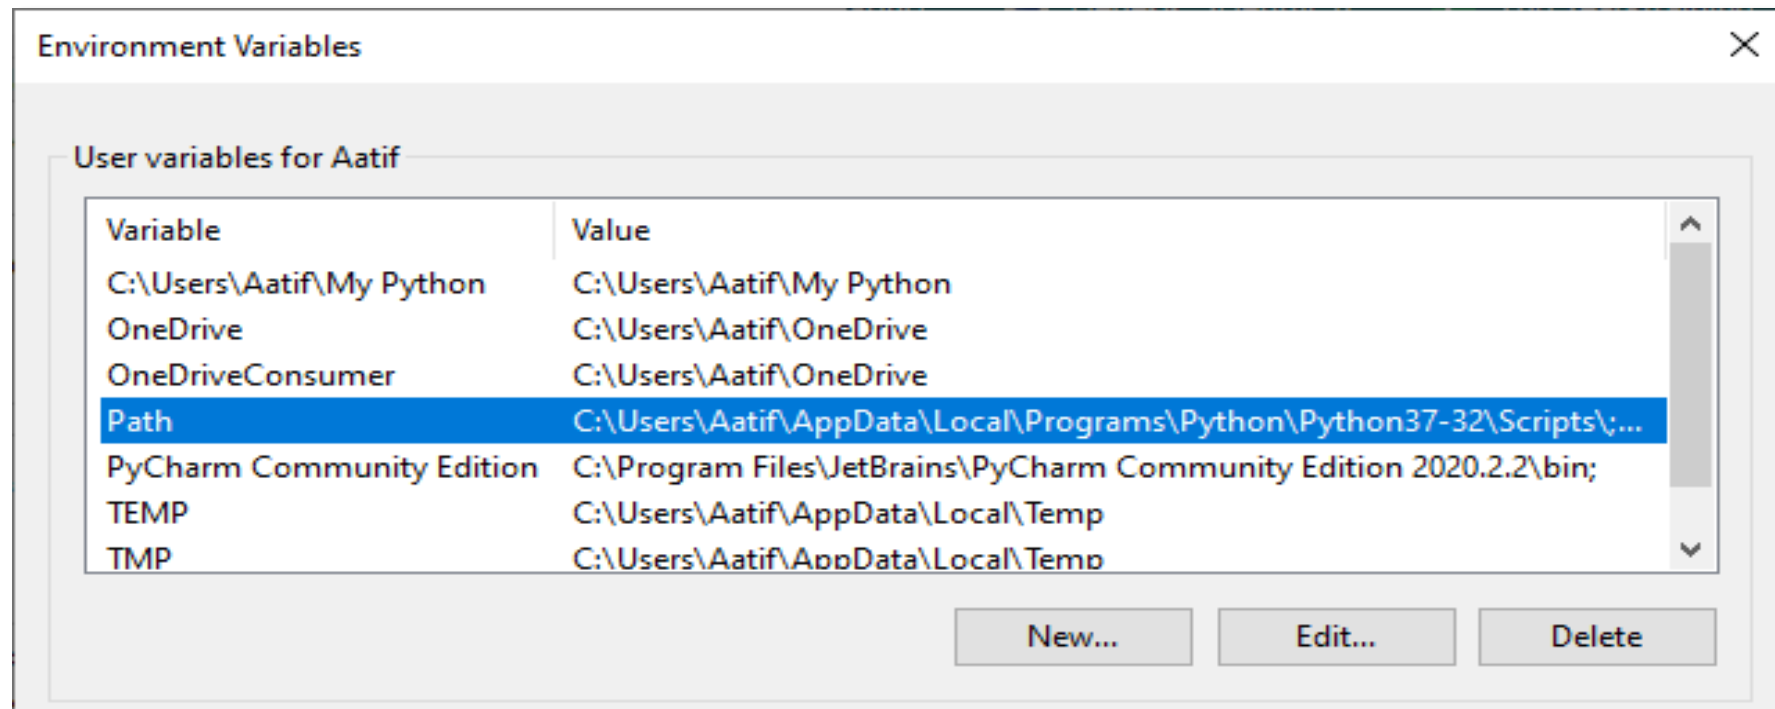 Environment Variables
User variables for Aatif
Variable Value
C:\Users\Aatif\My Python C:\Users\Aatif\My Python
OneDrive C:\Users\Aatif\OneDrive
OneDriveConsumer C:\Users\Aatif\OneDrive
Path C:\Users\Aatif\AppData\Local\Programs\Python\Python37-32\Scripts\;...
PyCharm Community Edition C:\Program Files\JetBrains\PyCharm Community Edition 2020.2.2\bin;
TEMP C:\Users\Aatif\AppData\Local\Temp
TMP C:\Users\Aatif\AppData\Local\Temp
New... Edit... Delete